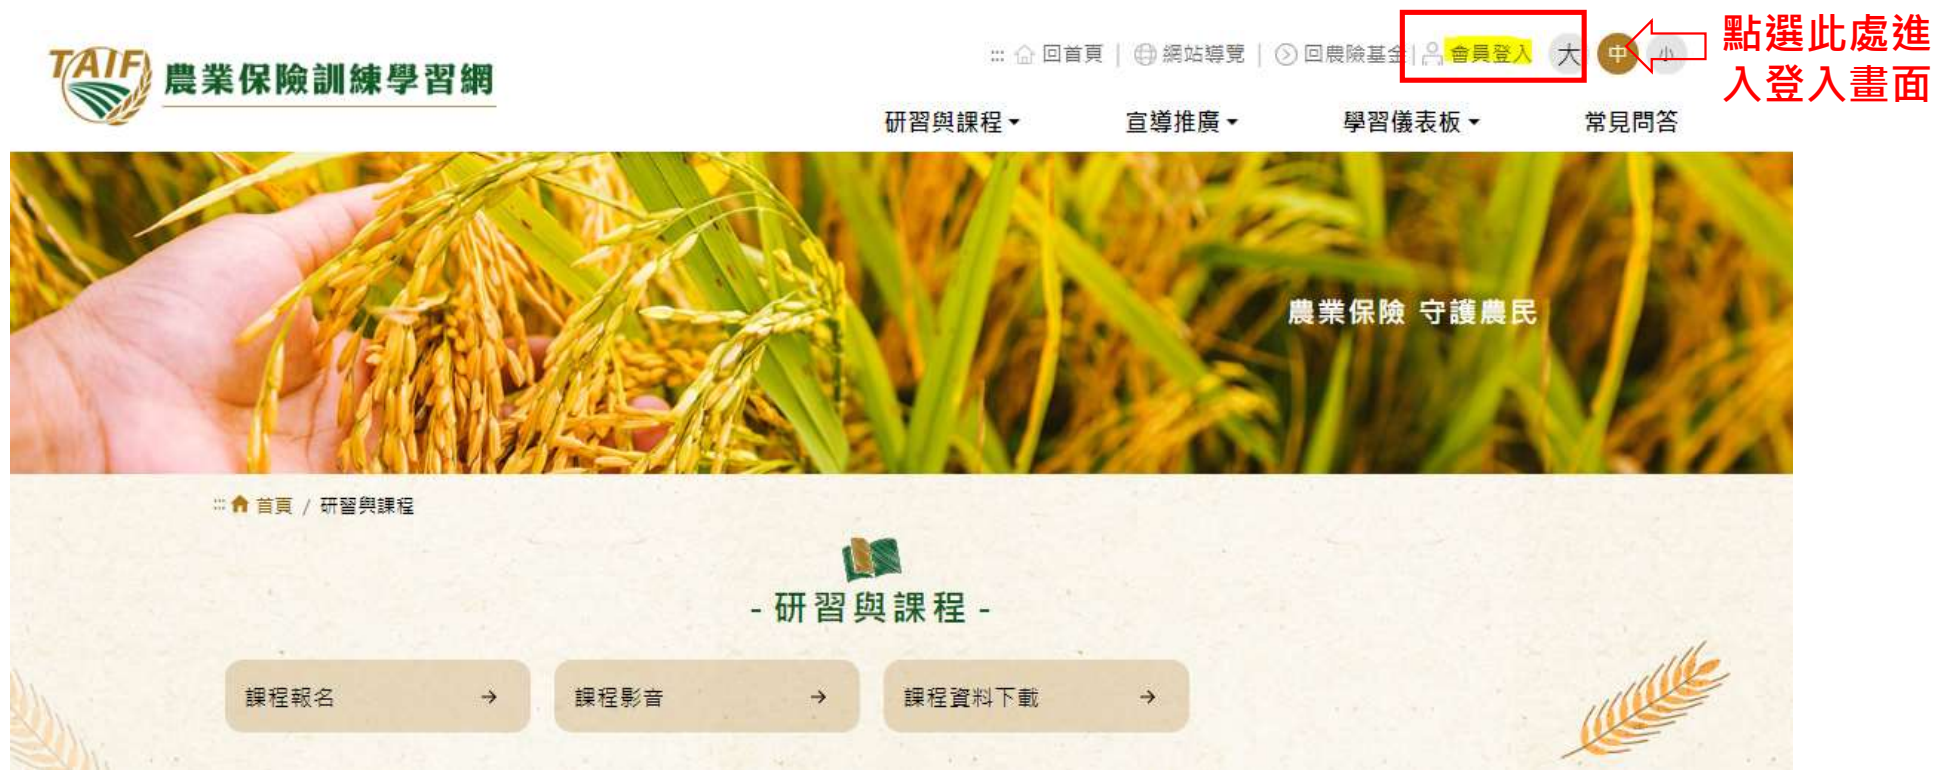 TAIF 農業保險訓練學習網
::: 回首頁 | 網站導覽 | 回農險基金 | 會員登入 大 中 小
點選此處進
入登入畫面
研習與課程 宣導推廣 學習儀表板 常見問答
農業保險 守護農民
::: 首頁 / 研習與課程
- 研習與課程 -
課程報名 → 課程影音 → 課程資料下載 →